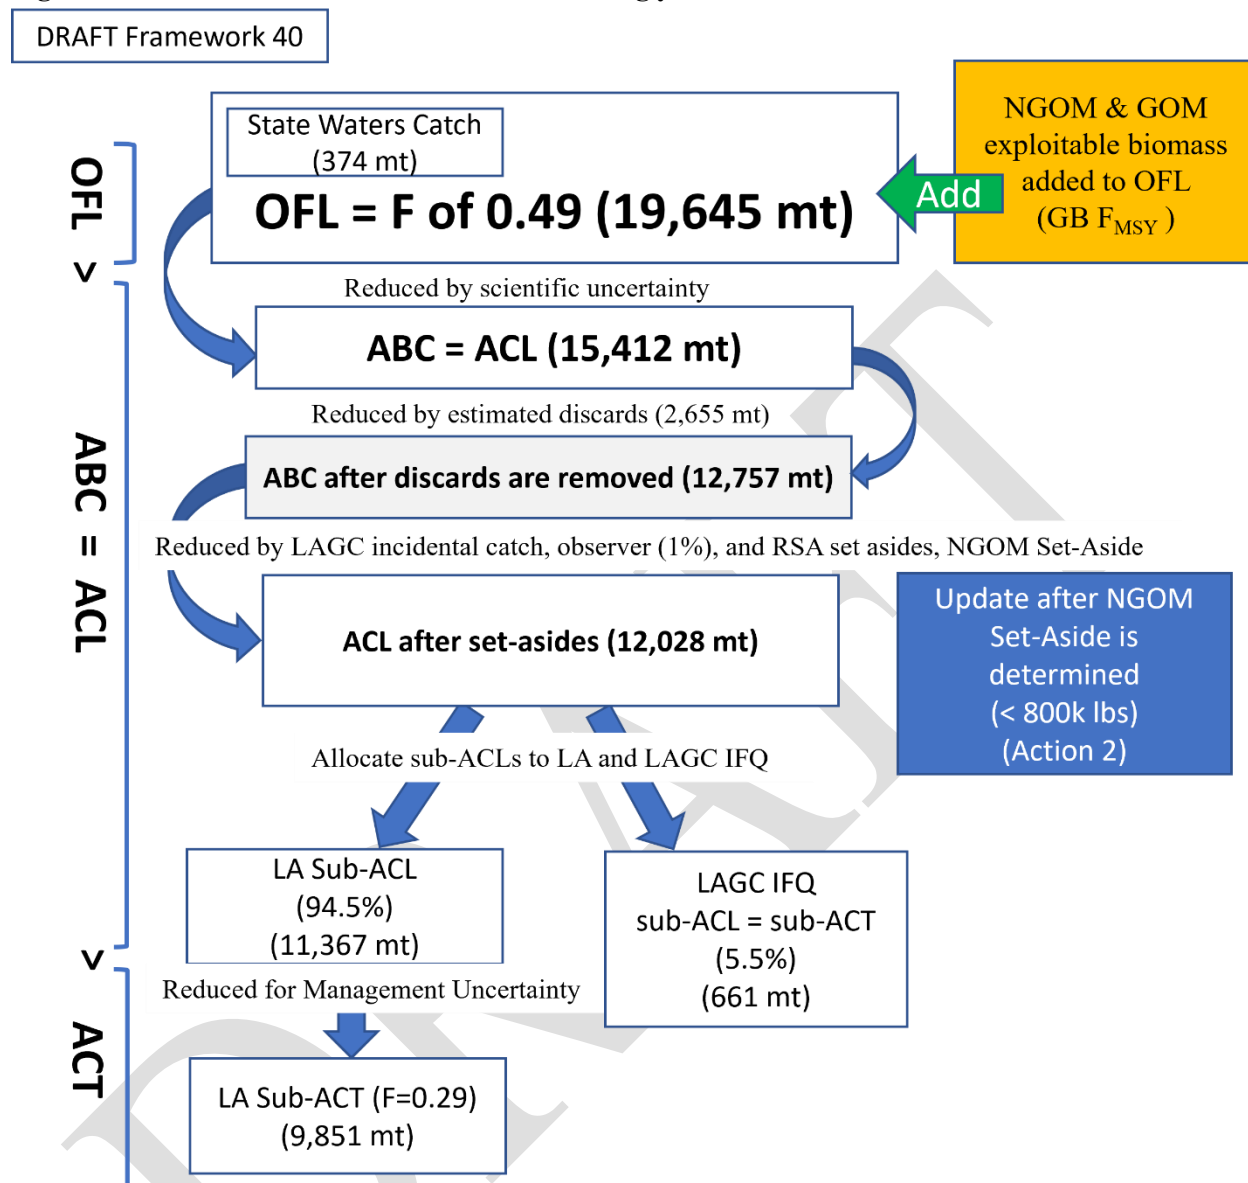 DRAFT Framework 40
State Waters Catch
(374 mt)
OFL = F of 0.49 (19,645 mt)
Add
NGOM & GOM
exploitable biomass
added to OFL
(GB FMSY )
OFL
>
Reduced by scientific uncertainty
ABC = ACL (15,412 mt)
Reduced by estimated discards (2,655 mt)
ABC after discards are removed (12,757 mt)
ABC = ACL
Reduced by LAGC incidental catch, observer (1%), and RSA set asides, NGOM Set-Aside
ACL after set-asides (12,028 mt)
Update after NGOM
Set-Aside is
determined
(< 800k lbs)
(Action 2)
Allocate sub-ACLs to LA and LAGC IFQ
LA Sub-ACL
(94.5%)
(11,367 mt)
LAGC IFQ
sub-ACL = sub-ACT
(5.5%)
(661 mt)
>
Reduced for Management Uncertainty
ACT
LA Sub-ACT (F=0.29)
(9,851 mt)
DRAFT